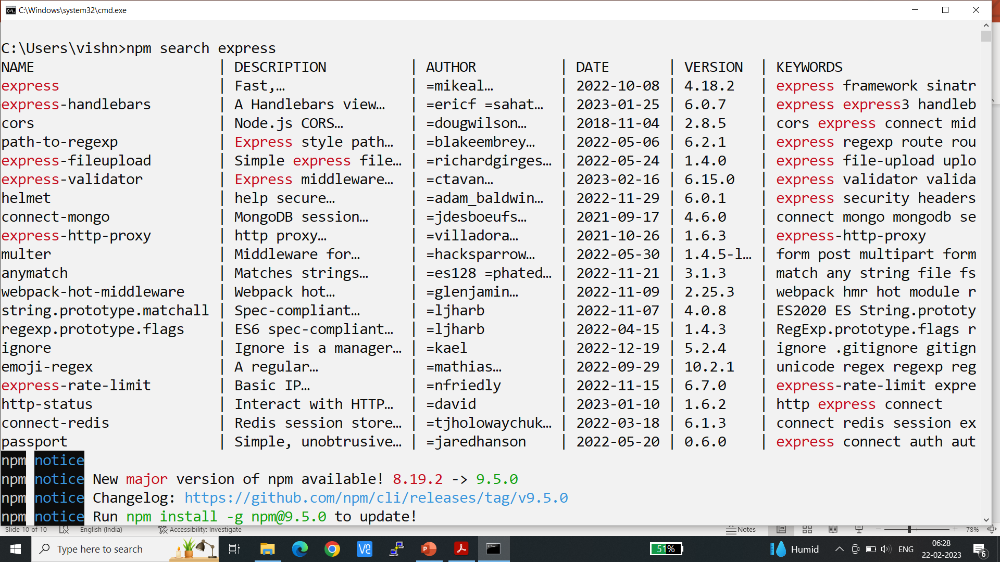 C:\Windows\system32\cmd.exe
C:\Users\vishn>npm search express
NAME | DESCRIPTION | AUTHOR | DATE | VERSION | KEYWORDS
express | Fast,… | =mikeal… | 2022-10-08 | 4.18.2 | express framework sinatr
express-handlebars | A Handlebars view… | =ericf =sahat… | 2023-01-25 | 6.0.7 | express express3 handleb
cors | Node.js CORS… | =dougwilson… | 2018-11-04 | 2.8.5 | cors express connect mid
path-to-regexp | Express style path… | =blakeembrey… | 2022-05-06 | 6.2.1 | express regexp route rou
express-fileupload | Simple express file… | =richardgirges… | 2022-05-24 | 1.4.0 | express file-upload uplo
express-validator | Express middleware… | =ctavan… | 2023-02-16 | 6.15.0 | express validator valida
helmet | help secure… | =adam_baldwin… | 2022-11-29 | 6.0.1 | express security headers
connect-mongo | MongoDB session… | =jdesboeufs… | 2021-09-17 | 4.6.0 | connect mongo mongodb se
express-http-proxy | http proxy… | =villadora… | 2021-10-26 | 1.6.3 | express-http-proxy
multer | Middleware for… | =hacksparrow… | 2022-05-30 | 1.4.5-l… | form post multipart form
anymatch | Matches strings… | =es128 =phated… | 2022-11-21 | 3.1.3 | match any string file fs
webpack-hot-middleware | Webpack hot… | =glenjamin… | 2022-11-09 | 2.25.3 | webpack hmr hot module r
string.prototype.matchall | Spec-compliant… | =ljharb | 2022-11-07 | 4.0.8 | ES2020 ES String.prototy
regexp.prototype.flags | ES6 spec-compliant… | =ljharb | 2022-04-15 | 1.4.3 | RegExp.prototype.flags r
ignore | Ignore is a manager… | =kael | 2022-12-19 | 5.2.4 | ignore .gitignore gitign
emoji-regex | A regular… | =mathias… | 2022-09-29 | 10.2.1 | unicode regex regexp reg
express-rate-limit | Basic IP… | =nfriedly | 2022-11-15 | 6.7.0 | express-rate-limit expre
http-status | Interact with HTTP… | =david | 2023-01-10 | 1.6.2 | http express connect
connect-redis | Redis session store… | =tjholowaychuk… | 2022-03-18 | 6.1.3 | connect redis session ex
passport | Simple, unobtrusive… | =jaredhanson | 2022-05-20 | 0.6.0 | express connect auth aut
npm notice
npm notice New major version of npm available! 8.19.2 -> 9.5.0
npm notice Changelog: https://github.com/npm/cli/releases/tag/v9.5.0
npm notice Run npm install -g npm@9.5.0 to update!
Slide 10 of 10 English (India) Accessibility: Investigate Notes 78%
Type here to search 51% Humid ENG 06:28
22-02-2023 6